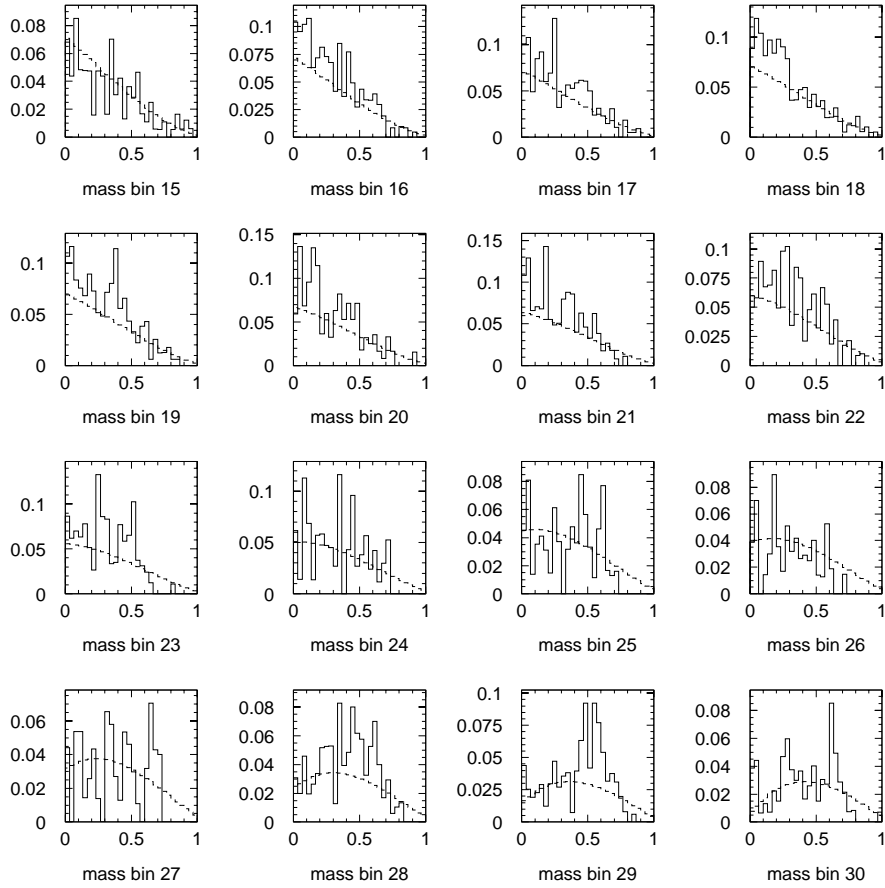 0.08
0.06
0.04
0.02
0
0 0.5 1
mass bin 15
0.1
0.075
0.05
0.025
0
0 0.5 1
mass bin 16
0.1
0.05
0
0 0.5 1
mass bin 17
0.1
0.05
0
0 0.5 1
mass bin 18
0.1
0.05
0
0 0.5 1
mass bin 19
0.15
0.1
0.05
0
0 0.5 1
mass bin 20
0.15
0.1
0.05
0
0 0.5 1
mass bin 21
0.1
0.075
0.05
0.025
0
0 0.5 1
mass bin 22
0.1
0.05
0
0 0.5 1
mass bin 23
0.1
0.05
0
0 0.5 1
mass bin 24
0.08
0.06
0.04
0.02
0
0 0.5 1
mass bin 25
0.08
0.06
0.04
0.02
0
0 0.5 1
mass bin 26
0.06
0.04
0.02
0
0 0.5 1
mass bin 27
0.08
0.06
0.04
0.02
0
0 0.5 1
mass bin 28
0.1
0.075
0.05
0.025
0
0 0.5 1
mass bin 29
0.08
0.06
0.04
0.02
0
0 0.5 1
mass bin 30